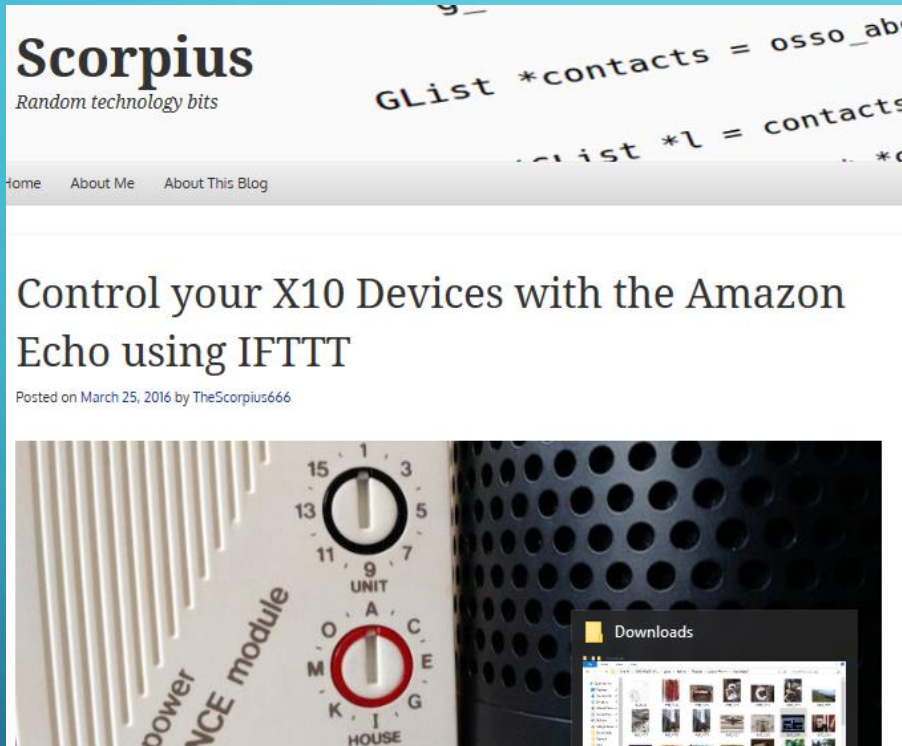 Scorpius
Random technology bits
GList *contacts = osso_abo
GList *l = contacts
Home About Me About This Blog
Control your X10 Devices with the Amazon
Echo using IFTTT
Posted on March 25, 2016 by TheScorpius666
1
15 3
13 5
11 7
9
UNIT
A
O C
M E
K G
I
HOUSE
power
NCE module
Downloads